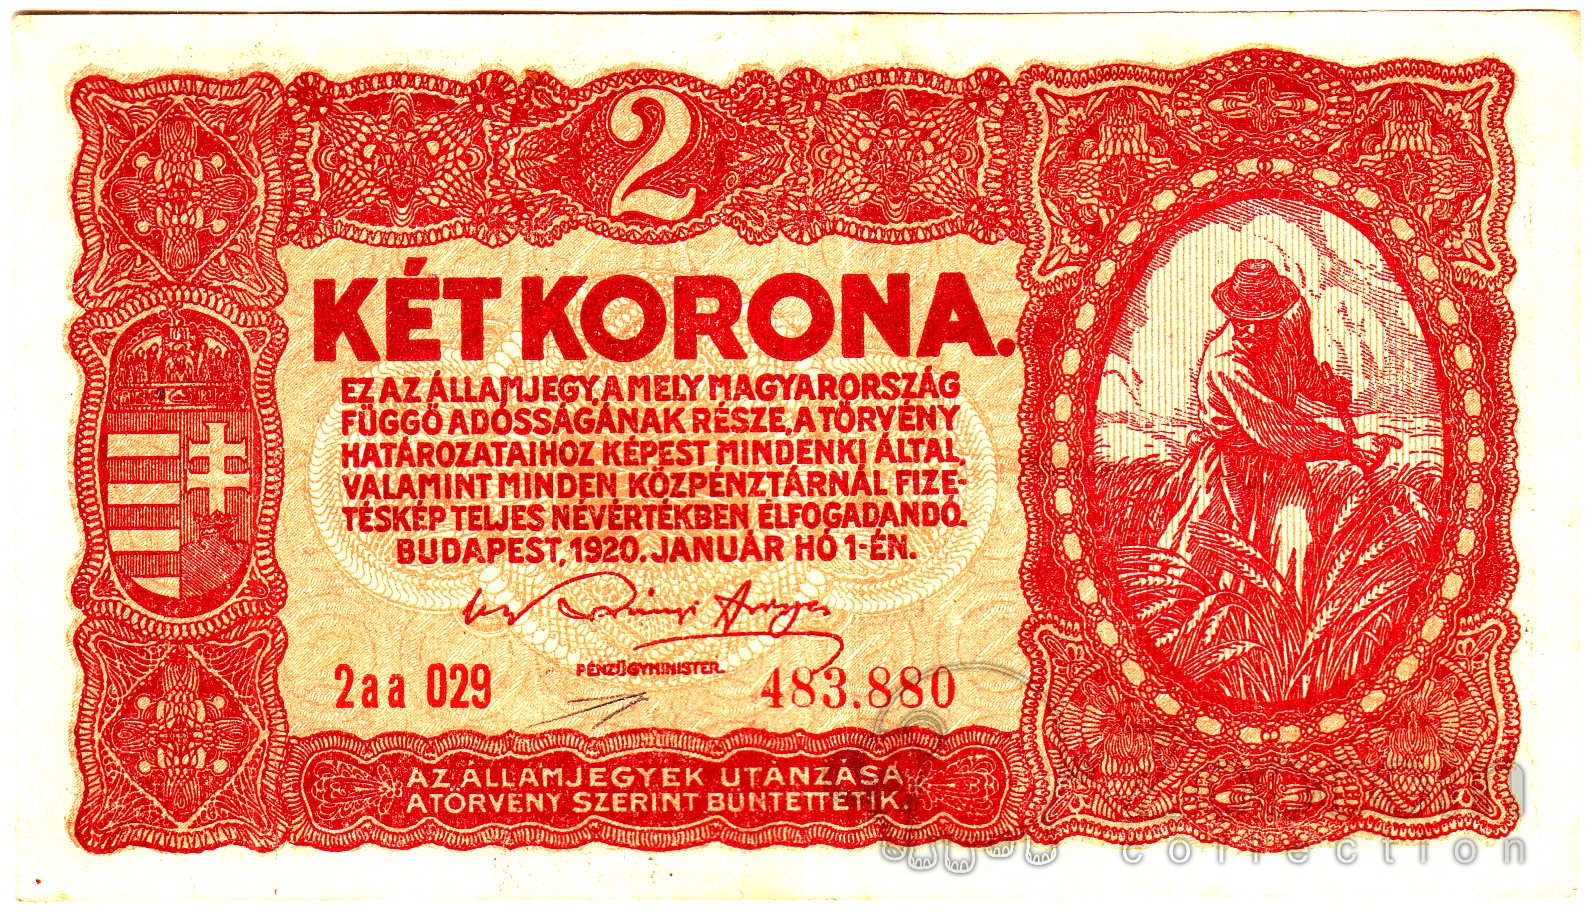 2
KÉT KORONA.
EZ AZ ÁLLAMJEGY, AMELY MAGYARORSZÁG
FÜGGŐ ADÓSSÁGÁNAK RÉSZE, A TÖRVÉNY
HATÁROZATAIHOZ KÉPEST MINDENKI ÁLTAL,
VALAMINT MINDEN KÖZPÉNZTÁRNÁL FIZE-
TÉSKÉP TELJES NÉVÉRTÉKBEN ELFOGADANDÓ.
BUDAPEST, 1920. JANUÁR HÓ 1-ÉN.
PÉNZÜGYMINISTER.
2aa 029 483.880
AZ ÁLLAMJEGYEK UTÁNZÁSA
A TÖRVÉNY SZERINT BÜNTETTETIK.
collection